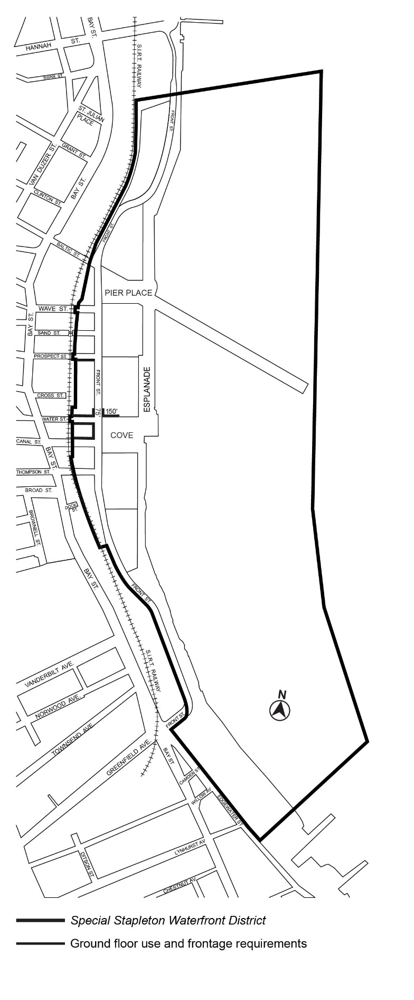 BAY ST.
HANNAH ST.
S.I.R.T. RAILWAY
SWAN ST.
ST. JULIAN
PLACE
FRONT ST.
GRANT ST.
VAN DUZER ST.
BAY ST.
CLINTON ST.
FRONT ST.
BALTIC ST
PIER PLACE
WAVE ST.
BAY ST.
SAND ST.
PROSPECT ST.
FRONT ST.
ESPLANADE
CROSS ST.
75'
150'
WATER ST.
COVE
CANAL ST.
BAY ST.
THOMPSON ST.
BROAD ST.
DOCK
ST.
BROWNELL ST.
BAY ST.
FRONT ST.
S.I.R.T. RAILWAY
VANDERBILT AVE.
N
NORWOOD AVE.
FRONT ST.
TOWNSEND AVE
GREENFIELD AVE.
BAY ST
CAMDEN ST
WILLOW AV
EDGEWATER ST
LYNHURST AV
DITSON ST
CHESTNUT AV
Special Stapleton Waterfront District
Ground floor use and frontage requirements